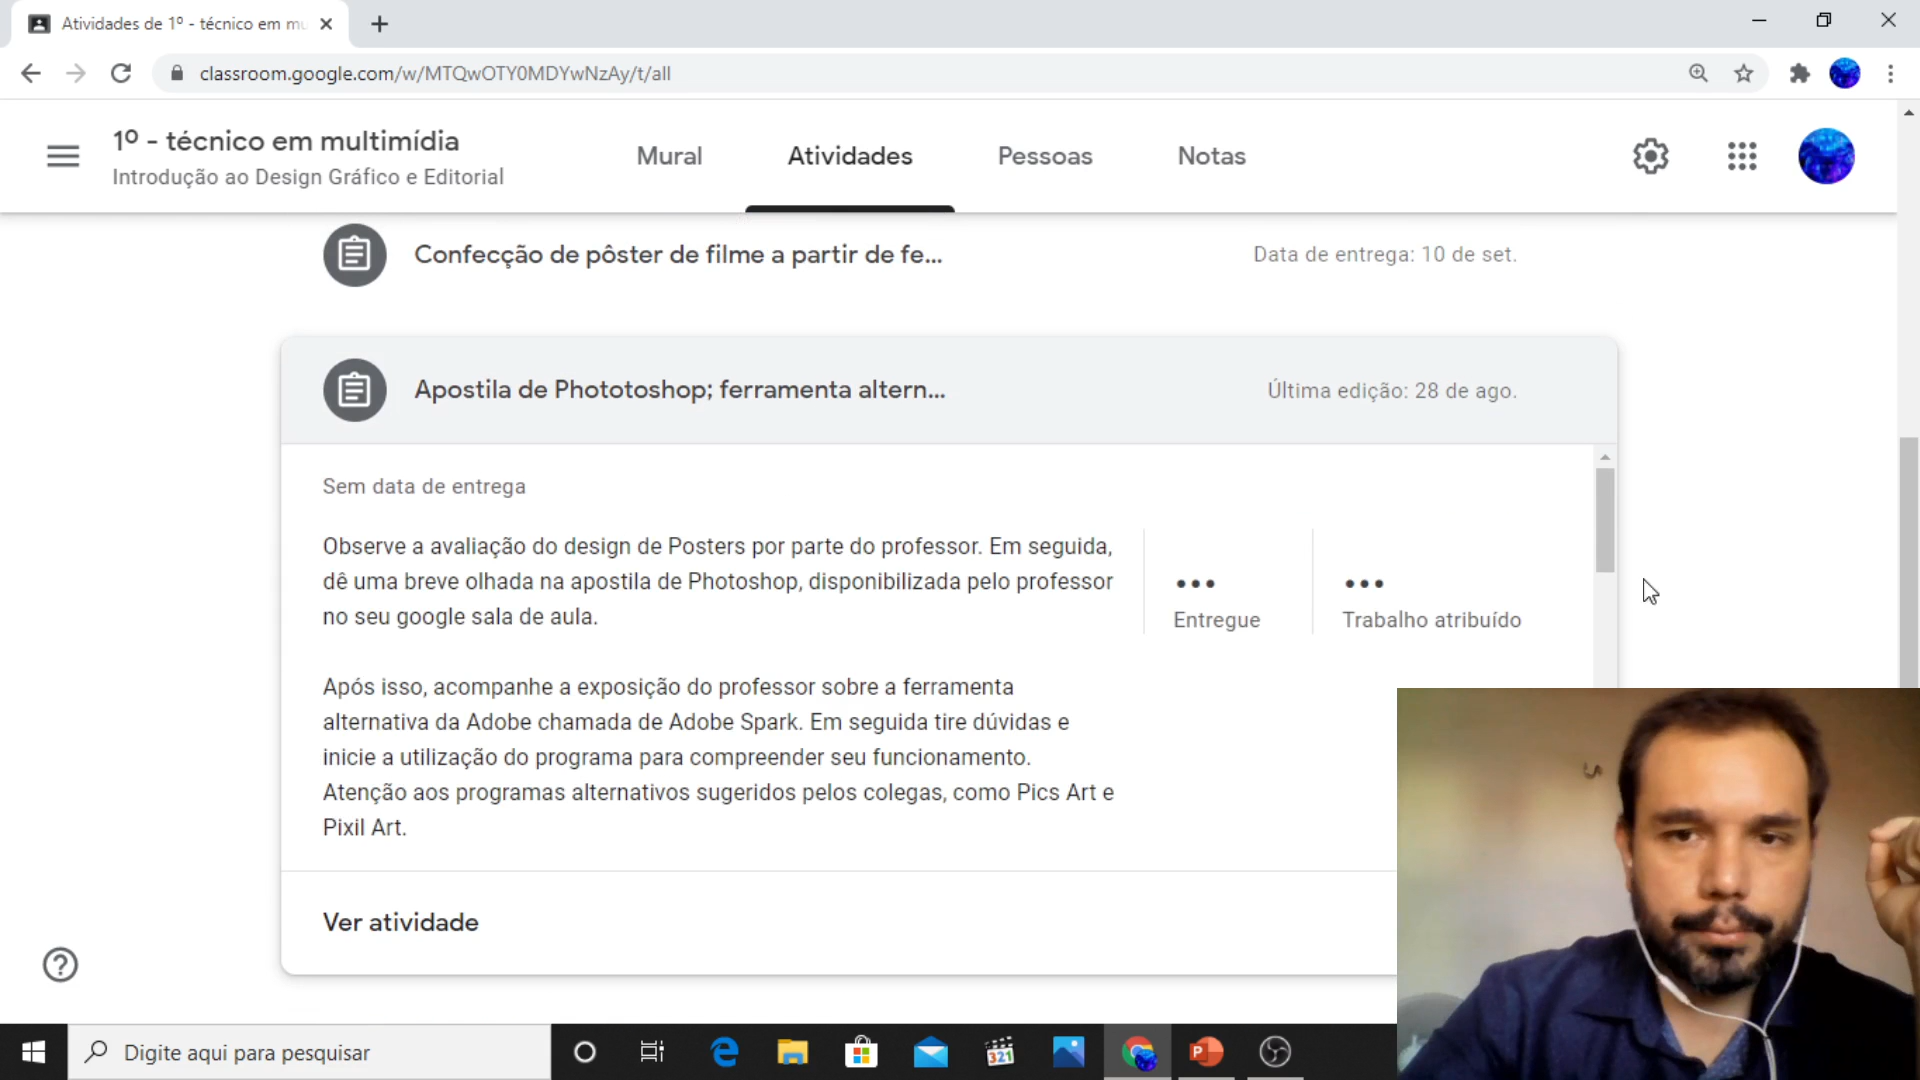 Atividades de 1º - técnico em mu
classroom.google.com/w/MTQwOTY0MDYwNzAy/t/all
1º - técnico em multimídia
Introdução ao Design Gráfico e Editorial
Mural
Atividades
Pessoas
Notas
Confecção de pôster de filme a partir de fe...
Data de entrega: 10 de set.
Apostila de Phototoshop; ferramenta altern...
Última edição: 28 de ago.
Sem data de entrega
Observe a avaliação do design de Posters por parte do professor. Em seguida,
dê uma breve olhada na apostila de Photoshop, disponibilizada pelo professor
no seu google sala de aula.
Entregue
Trabalho atribuído
Após isso, acompanhe a exposição do professor sobre a ferramenta
alternativa da Adobe chamada de Adobe Spark. Em seguida tire dúvidas e
inicie a utilização do programa para compreender seu funcionamento.
Atenção aos programas alternativos sugeridos pelos colegas, como Pics Art e
Pixil Art.
Ver atividade
Digite aqui para pesquisar
321
P